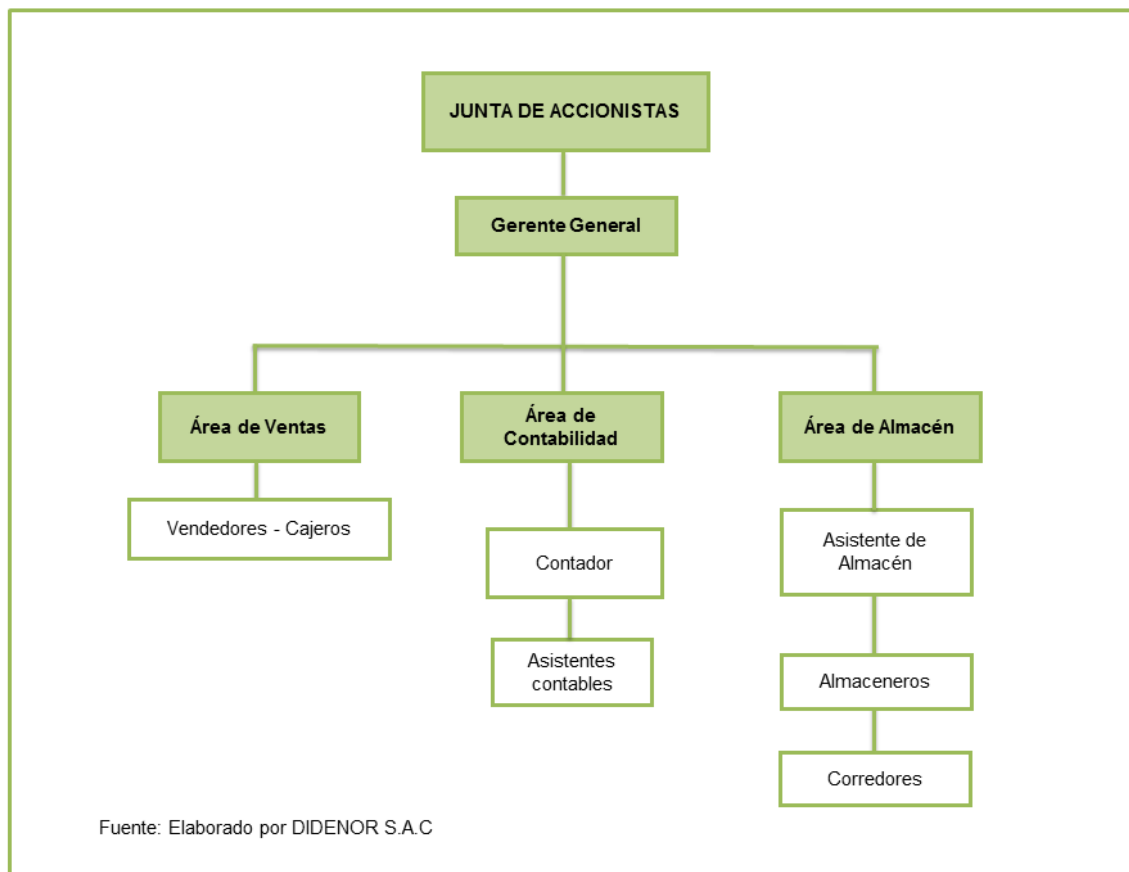 JUNTA DE ACCIONISTAS
Gerente General
Área de Ventas
Área de
Contabilidad
Área de Almacén
Vendedores - Cajeros
Contador
Asistentes
contables
Asistente de
Almacén
Almaceneros
Corredores
Fuente: Elaborado por DIDENOR S.A.C